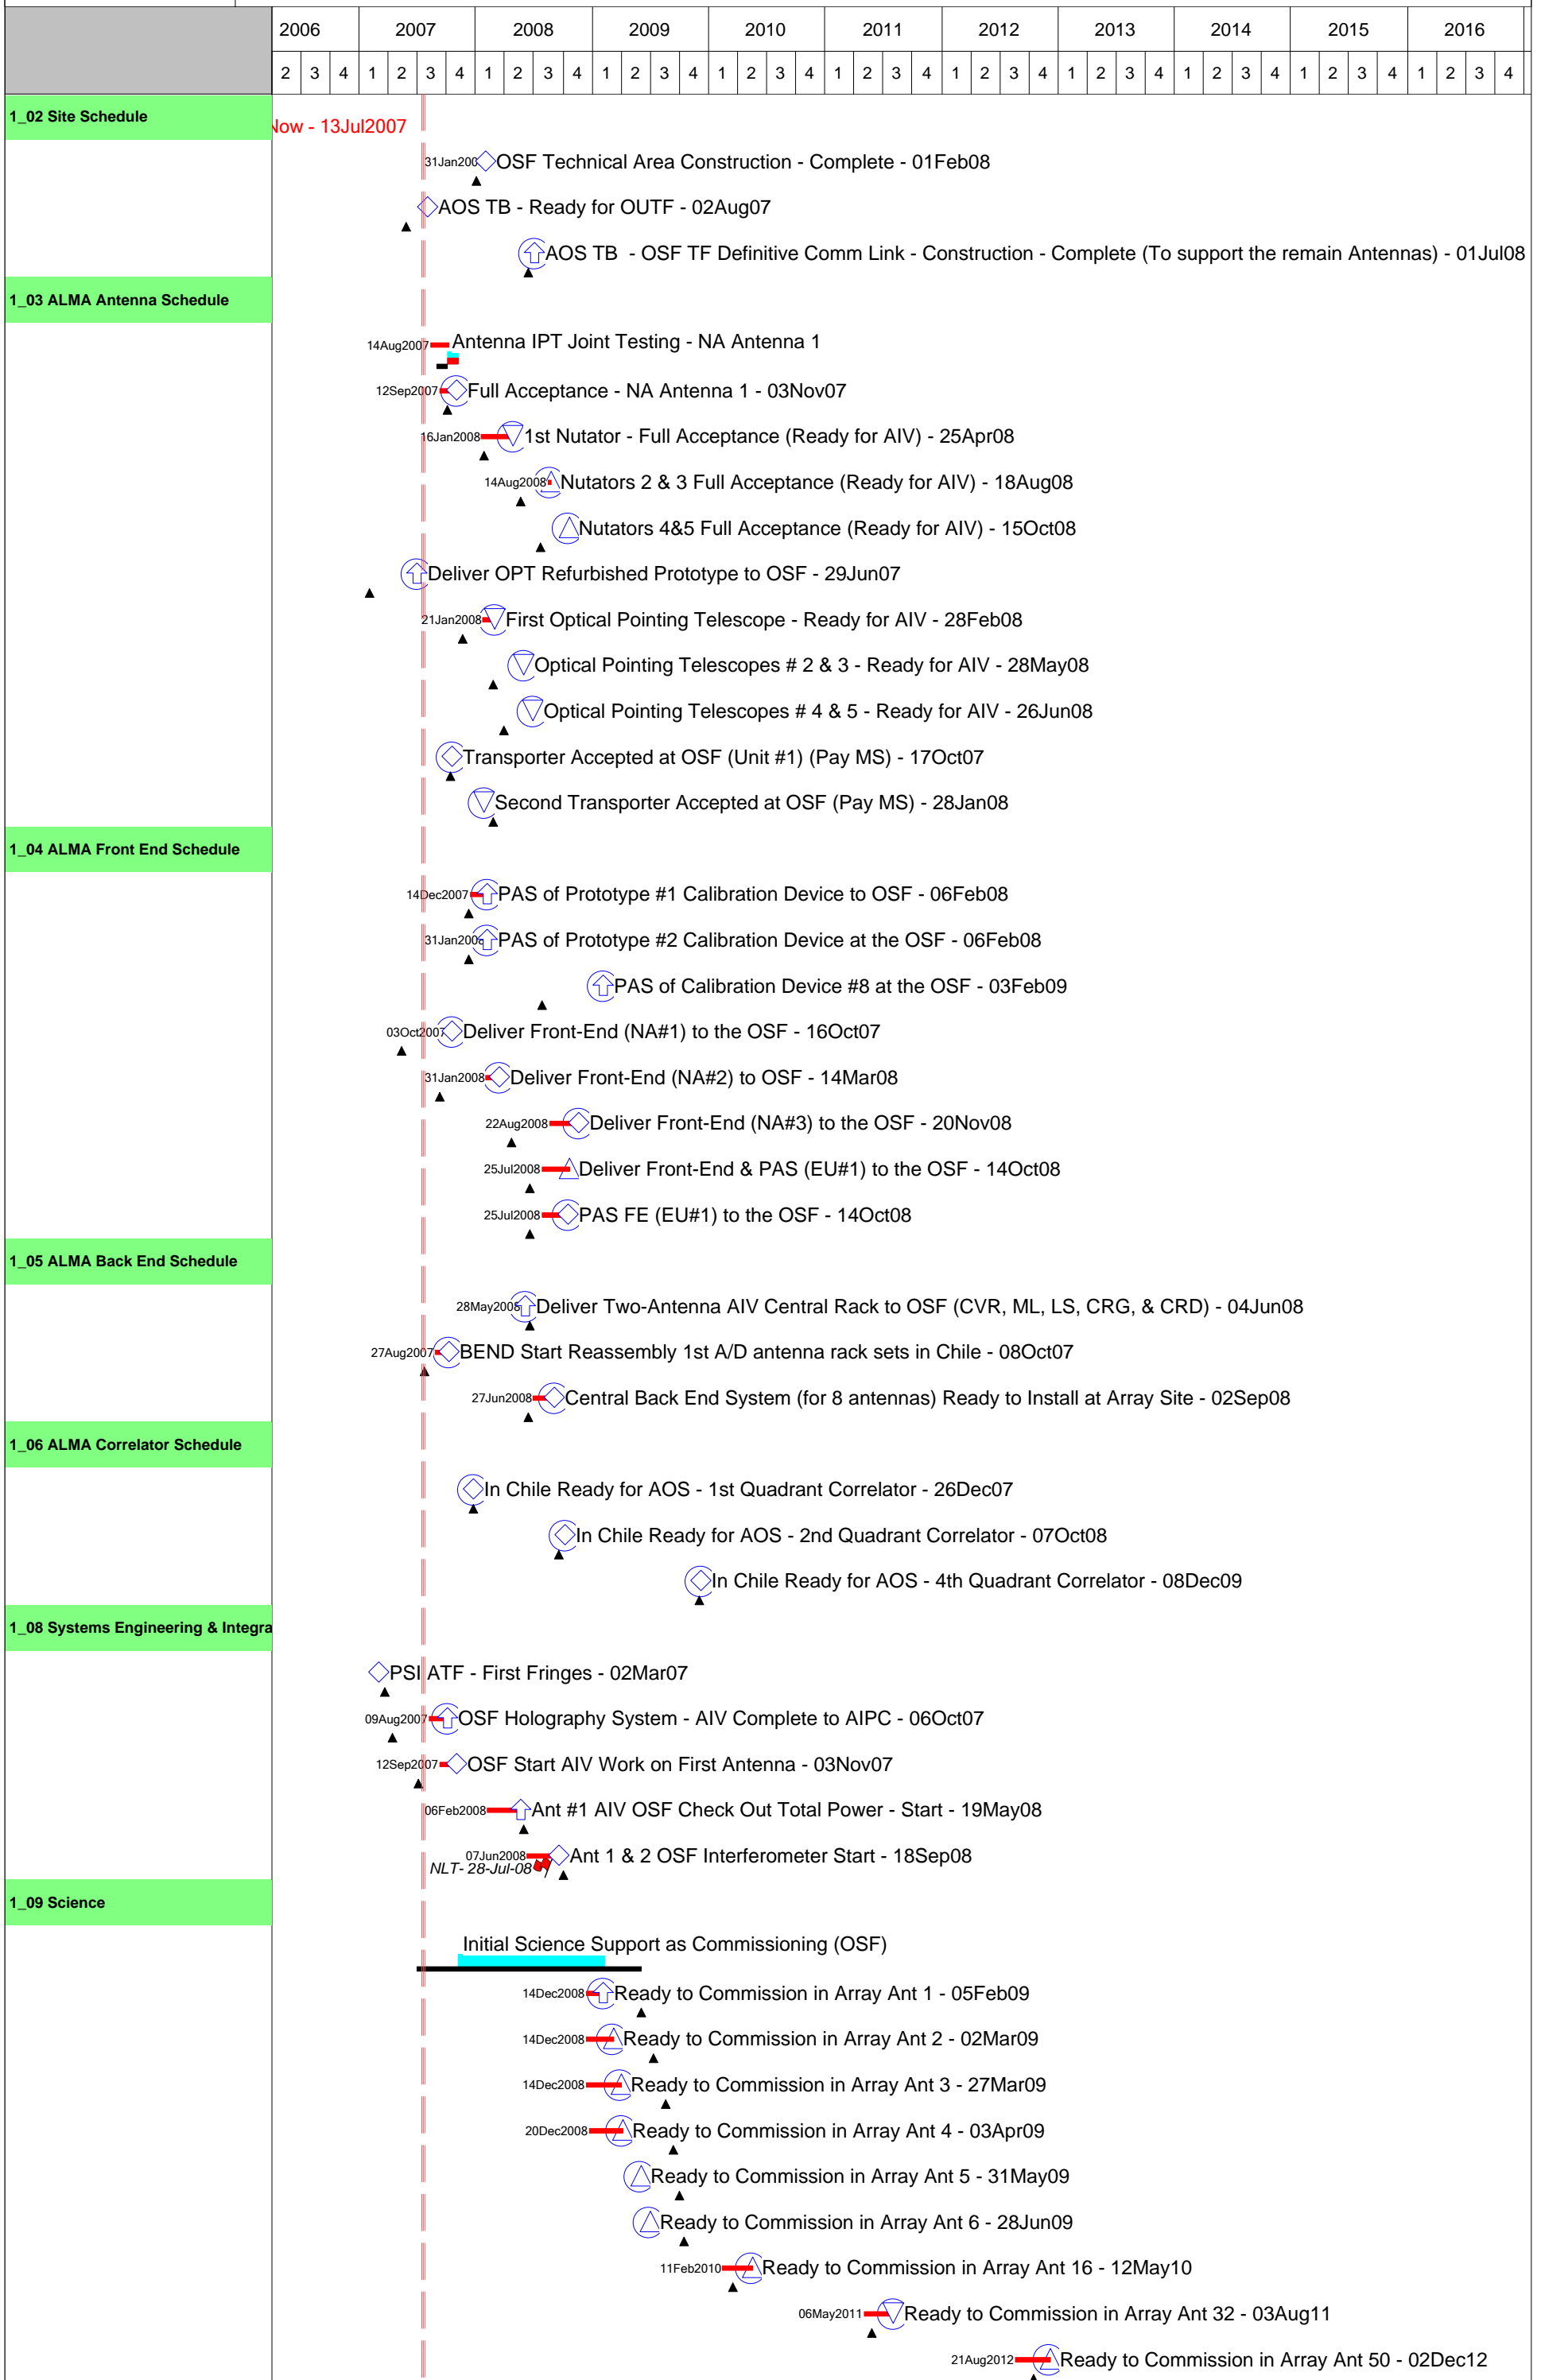 2006 2007 2008 2009 2010 2011 2012 2013 2014 2015 2016
2 3 4 1 2 3 4 1 2 3 4 1 2 3 4 1 2 3 4 1 2 3 4 1 2 3 4 1 2 3 4 1 2 3 4 1 2 3 4 1 2 3 4
1_02 Site Schedule
Now - 13Jul2007
31Jan200 OSF Technical Area Construction - Complete - 01Feb08
AOS TB - Ready for OUTF - 02Aug07
AOS TB - OSF TF Definitive Comm Link - Construction - Complete (To support the remain Antennas) - 01Jul08
1_03 ALMA Antenna Schedule
14Aug2007 Antenna IPT Joint Testing - NA Antenna 1
12Sep2007 Full Acceptance - NA Antenna 1 - 03Nov07
16Jan2008 1st Nutator - Full Acceptance (Ready for AIV) - 25Apr08
14Aug2008 Nutators 2 & 3 Full Acceptance (Ready for AIV) - 18Aug08
Nutators 4&5 Full Acceptance (Ready for AIV) - 15Oct08
Deliver OPT Refurbished Prototype to OSF - 29Jun07
21Jan2008 First Optical Pointing Telescope - Ready for AIV - 28Feb08
Optical Pointing Telescopes # 2 & 3 - Ready for AIV - 28May08
Optical Pointing Telescopes # 4 & 5 - Ready for AIV - 26Jun08
Transporter Accepted at OSF (Unit #1) (Pay MS) - 17Oct07
Second Transporter Accepted at OSF (Pay MS) - 28Jan08
1_04 ALMA Front End Schedule
14Dec2007 PAS of Prototype #1 Calibration Device to OSF - 06Feb08
31Jan2008 PAS of Prototype #2 Calibration Device at the OSF - 06Feb08
PAS of Calibration Device #8 at the OSF - 03Feb09
03Oct2007 Deliver Front-End (NA#1) to the OSF - 16Oct07
31Jan2008 Deliver Front-End (NA#2) to OSF - 14Mar08
22Aug2008 Deliver Front-End (NA#3) to the OSF - 20Nov08
25Jul2008 Deliver Front-End & PAS (EU#1) to the OSF - 14Oct08
25Jul2008 PAS FE (EU#1) to the OSF - 14Oct08
1_05 ALMA Back End Schedule
28May2008 Deliver Two-Antenna AIV Central Rack to OSF (CVR, ML, LS, CRG, & CRD) - 04Jun08
27Aug2007 BEND Start Reassembly 1st A/D antenna rack sets in Chile - 08Oct07
27Jun2008 Central Back End System (for 8 antennas) Ready to Install at Array Site - 02Sep08
1_06 ALMA Correlator Schedule
In Chile Ready for AOS - 1st Quadrant Correlator - 26Dec07
In Chile Ready for AOS - 2nd Quadrant Correlator - 07Oct08
In Chile Ready for AOS - 4th Quadrant Correlator - 08Dec09
1_08 Systems Engineering & Integra
PSI ATF - First Fringes - 02Mar07
09Aug2007 OSF Holography System - AIV Complete to AIPC - 06Oct07
12Sep2007 OSF Start AIV Work on First Antenna - 03Nov07
06Feb2008 Ant #1 AIV OSF Check Out Total Power - Start - 19May08
07Jun2008 Ant 1 & 2 OSF Interferometer Start - 18Sep08
NLT- 28-Jul-08
1_09 Science
Initial Science Support as Commissioning (OSF)
14Dec2008 Ready to Commission in Array Ant 1 - 05Feb09
14Dec2008 Ready to Commission in Array Ant 2 - 02Mar09
14Dec2008 Ready to Commission in Array Ant 3 - 27Mar09
20Dec2008 Ready to Commission in Array Ant 4 - 03Apr09
Ready to Commission in Array Ant 5 - 31May09
Ready to Commission in Array Ant 6 - 28Jun09
11Feb2010 Ready to Commission in Array Ant 16 - 12May10
06May2011 Ready to Commission in Array Ant 32 - 03Aug11
21Aug2012 Ready to Commission in Array Ant 50 - 02Dec12